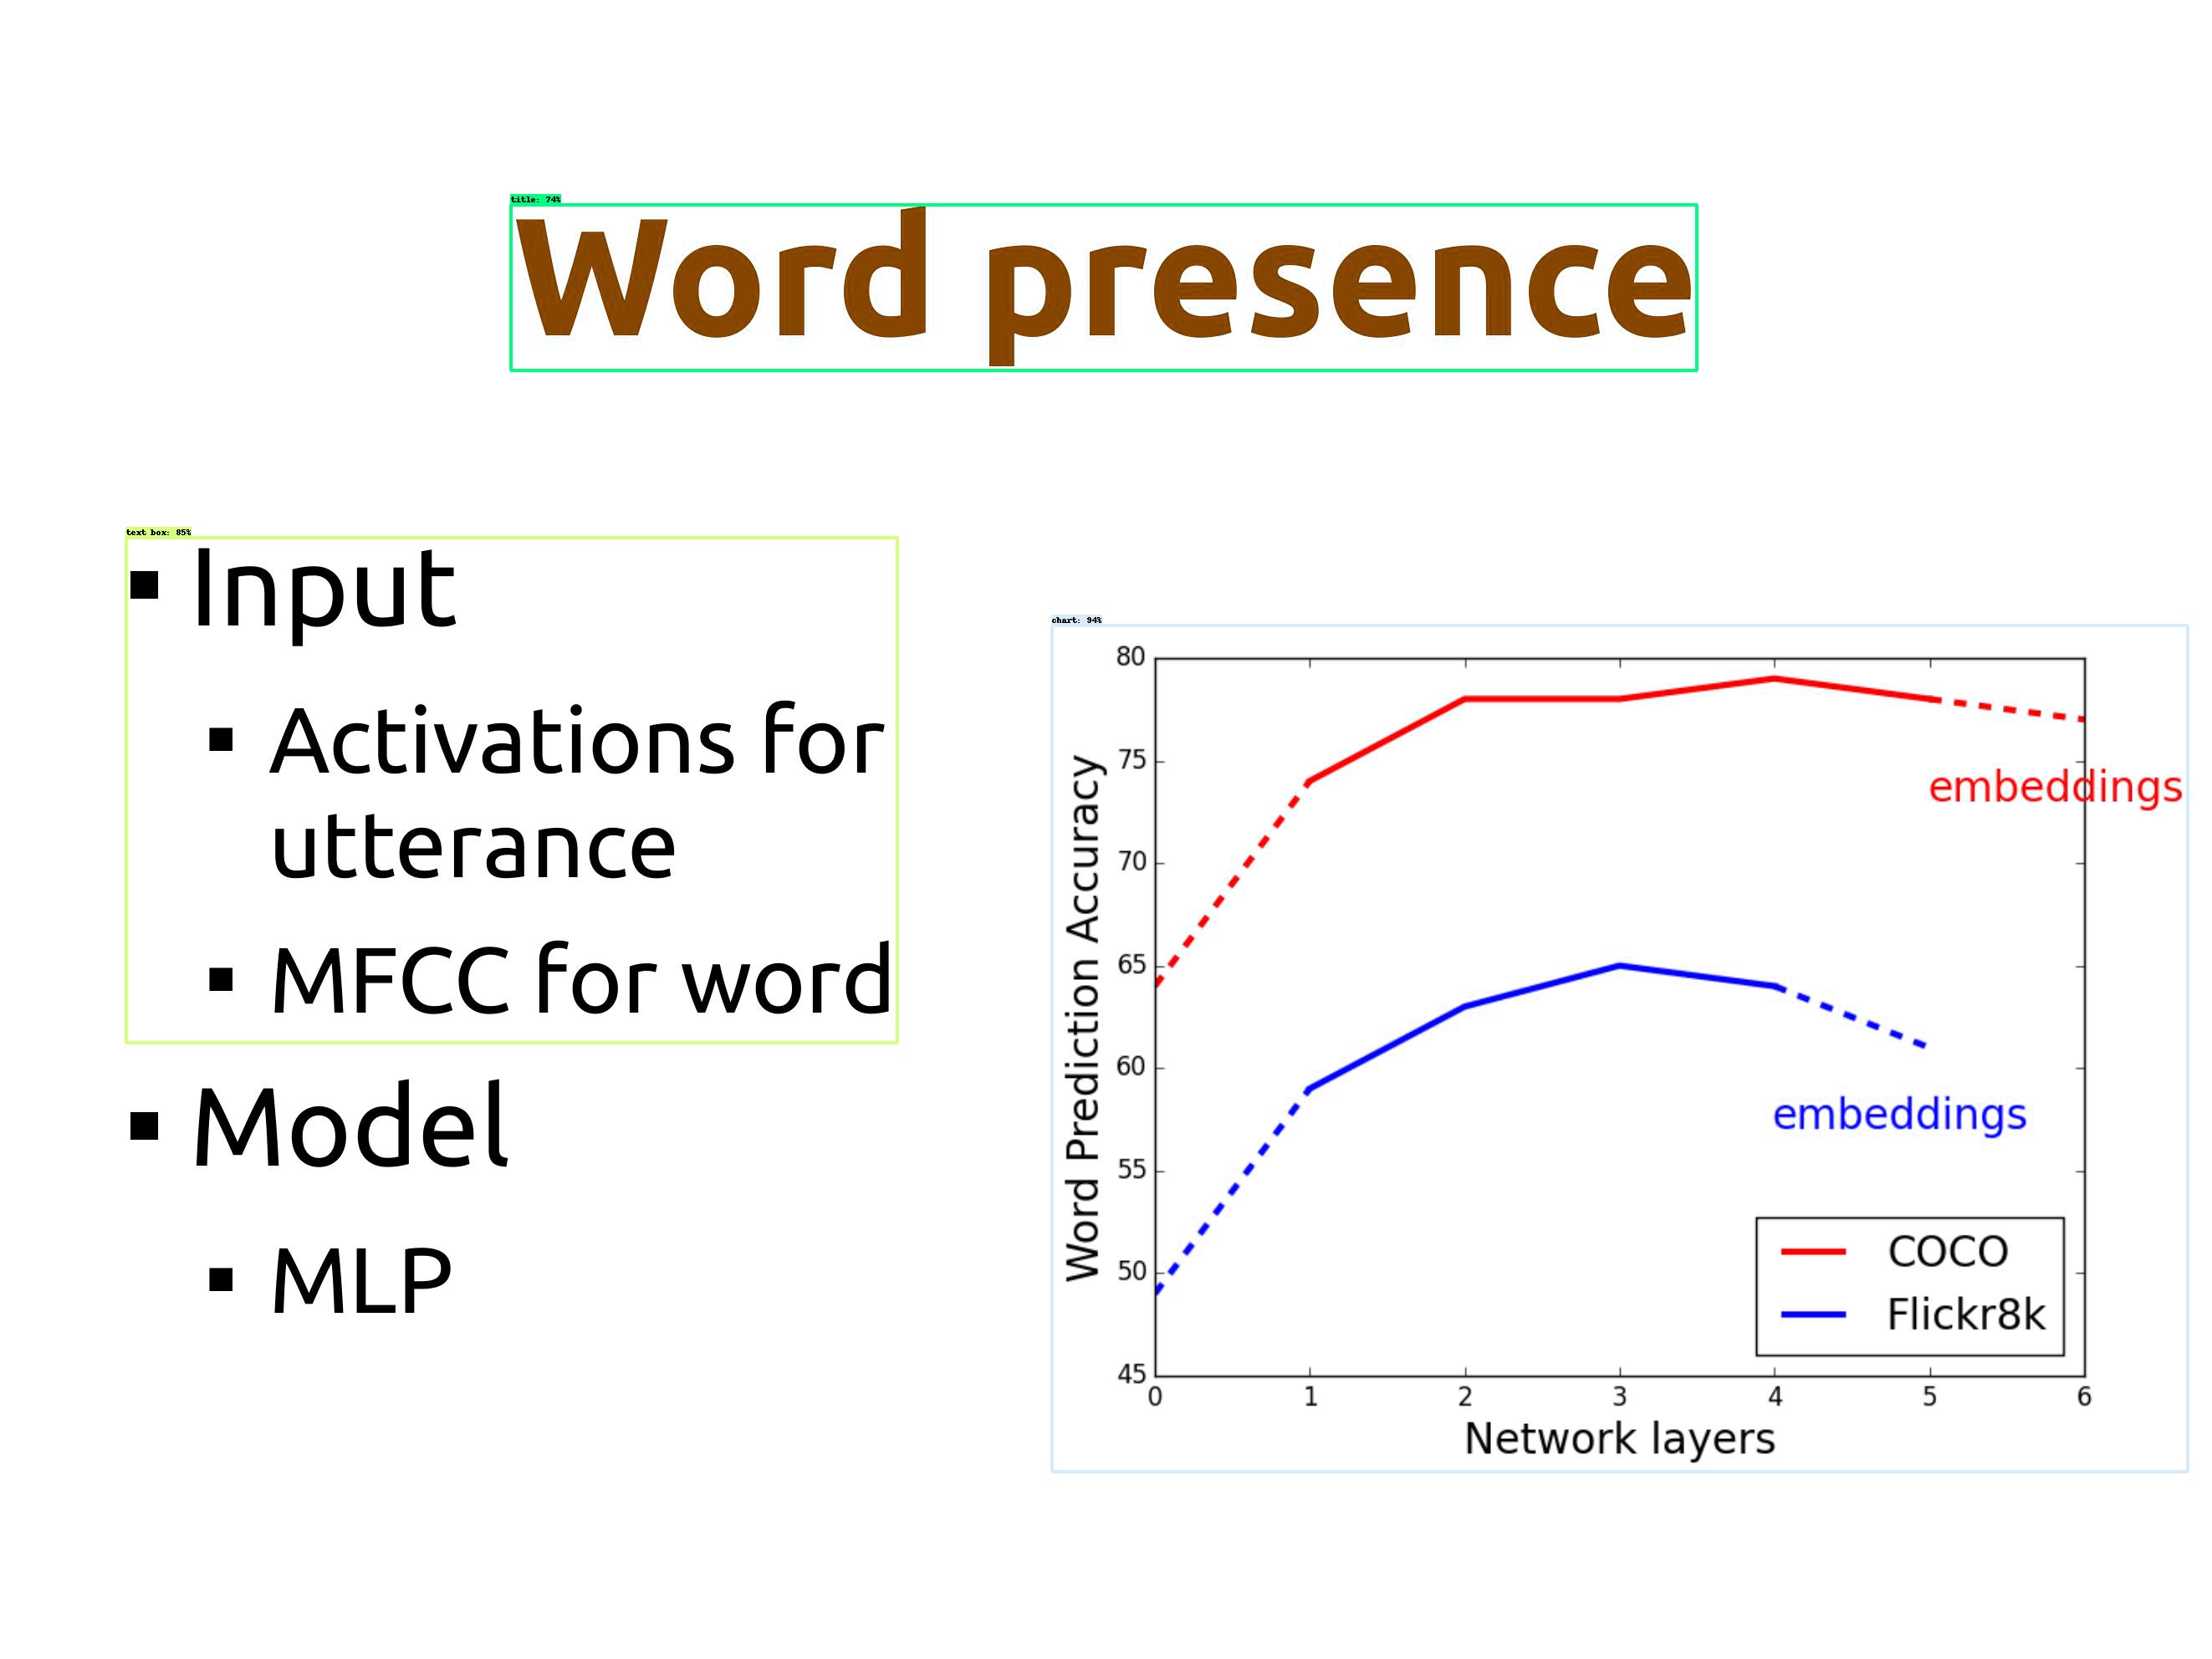 title: 74%
Word presence
text box: 85%
▪ Input
▪ Activations for
utterance
▪ MFCC for word
▪ Model
▪ MLP
chart: 94%
80
75
70
65
60
55
50
45
Word Prediction Accuracy
embeddings
embeddings
COCO
Flickr8k
0 1 2 3 4 5 6
Network layers